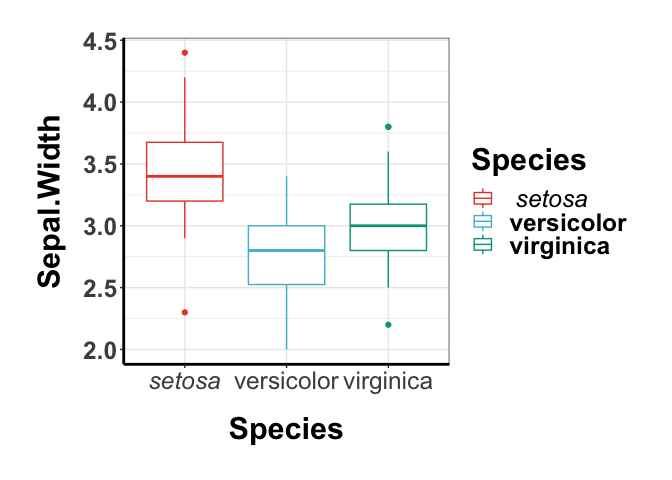 Sepal.Width
4.5
4.0
3.5
3.0
2.5
2.0
setosa versicolor virginica
Species
Species
setosa
versicolor
virginica